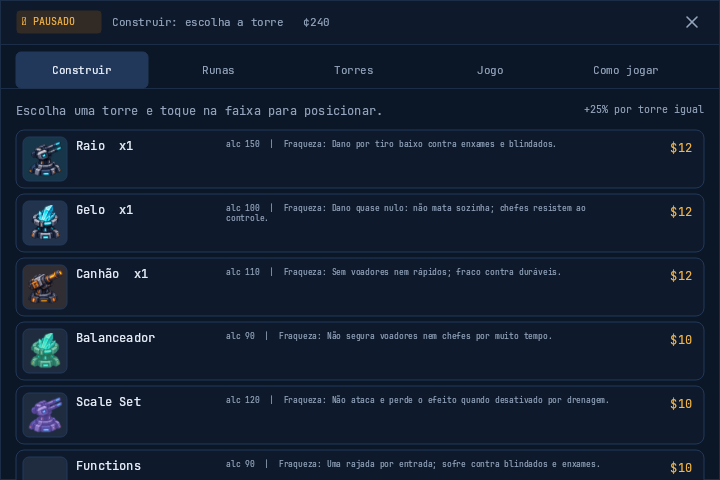 PAUSADO
Construir: escolha a torre $240
Construir Runas Torres Jogo Como jogar
Escolha uma torre e toque na faixa para posicionar. +25% por torre igual
Raio x1 alc 150 | Fraqueza: Dano por tiro baixo contra enxames e blindados. $12
Gelo x1 alc 100 | Fraqueza: Dano quase nulo: não mata sozinha; chefes resistem ao $12
controle.
Canhão x1 alc 110 | Fraqueza: Sem voadores nem rápidos; fraco contra duráveis. $12
Balanceador alc 90 | Fraqueza: Não segura voadores nem chefes por muito tempo. $10
Scale Set alc 120 | Fraqueza: Não ataca e perde o efeito quando desativado por drenagem. $10
Functions alc 90 | Fraqueza: Uma rajada por entrada; sofre contra blindados e enxames. $10